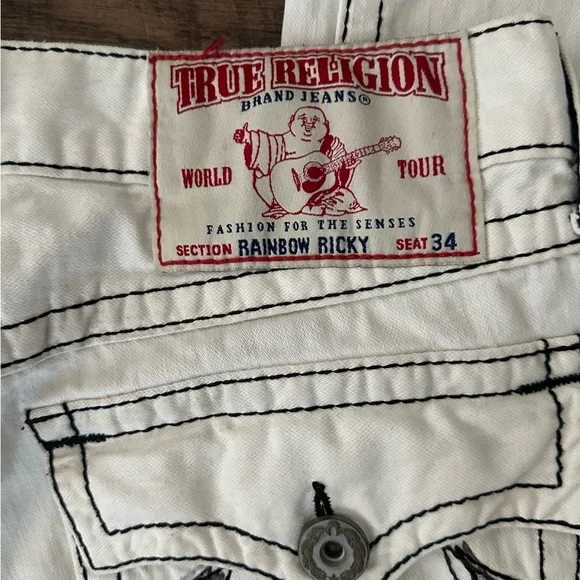 TRUE RELIGION
BRAND JEANS®
WORLD TOUR
FASHION FOR THE SENSES
SECTION RAINBOW RICKY SEAT 34